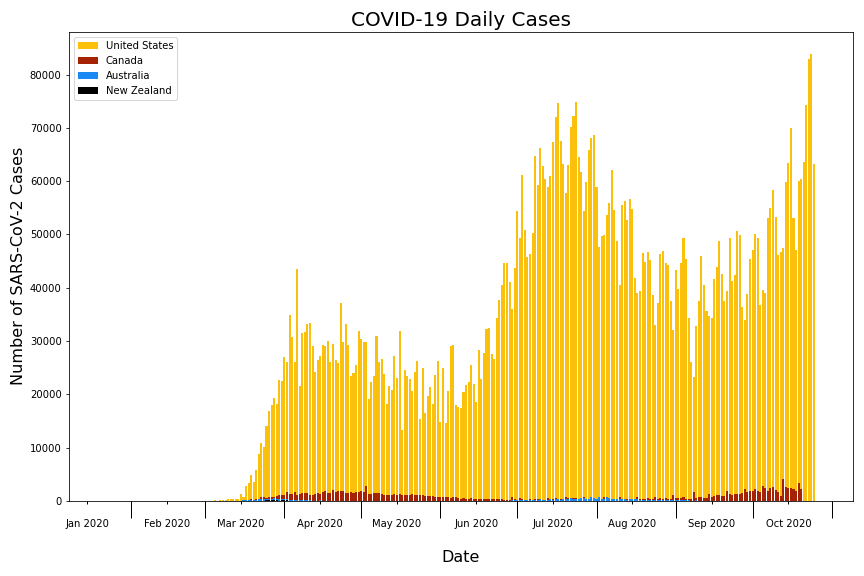 COVID-19 Daily Cases
United States
Canada
Australia
New Zealand
Number of SARS-CoV-2 Cases
80000
70000
60000
50000
40000
30000
20000
10000
0
Jan 2020 Feb 2020 Mar 2020 Apr 2020 May 2020 Jun 2020 Jul 2020 Aug 2020 Sep 2020 Oct 2020
Date